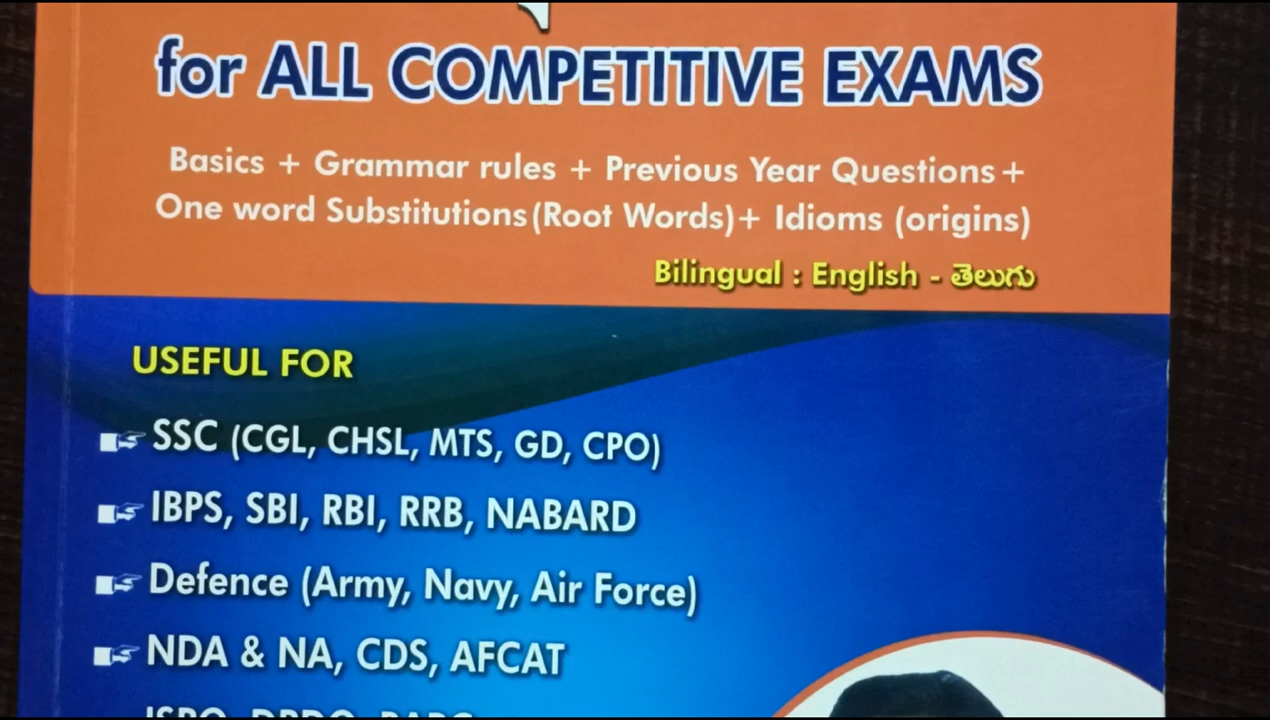 for ALL COMPETITIVE EXAMS
Basics + Grammar rules + Previous Year Questions +
One word Substitutions (Root Words) + Idioms (origins)
Bilingual : English - తెలుగు
USEFUL FOR
SSC (CGL, CHSL, MTS, GD, CPO)
IBPS, SBI, RBI, RRB, NABARD
Defence (Army, Navy, Air Force)
NDA & NA, CDS, AFCAT